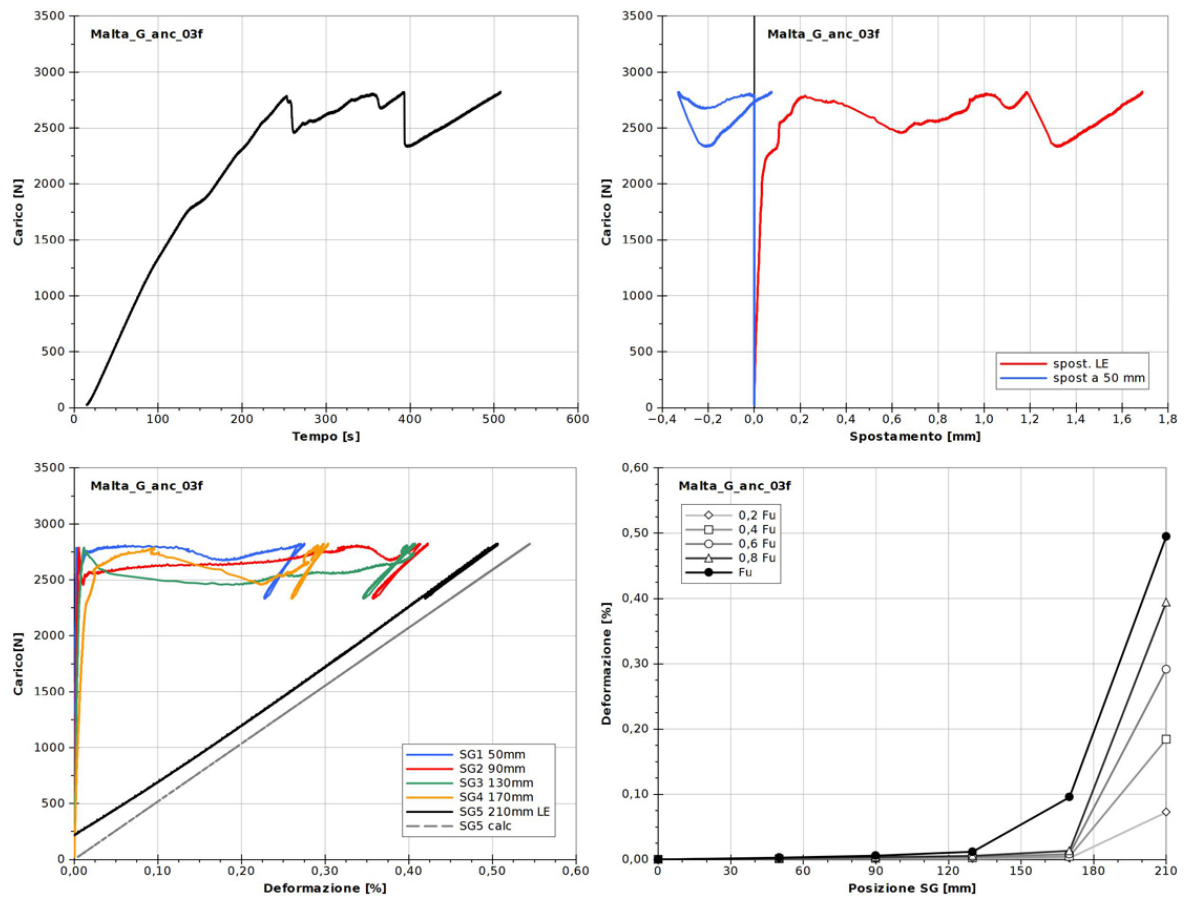 Malta_G_anc_03f
3500
3000
2500
2000
1500
1000
500
0
Carico [N]
0
100
200
300
400
500
600
Tempo [s]
Malta_G_anc_03f
3500
3000
2500
2000
1500
1000
500
0
Carico [N]
spost. LE
spost a 50 mm
−0,4
−0,2
0,0
0,2
0,4
0,6
0,8
1,0
1,2
1,4
1,6
1,8
Spostamento [mm]
Malta_G_anc_03f
3500
3000
2500
2000
1500
1000
500
0
Carico[N]
SG1 50mm
SG2 90mm
SG3 130mm
SG4 170mm
SG5 210mm LE
SG5 calc
0,00
0,10
0,20
0,30
0,40
0,50
0,60
Deformazione [%]
Malta_G_anc_03f
0,2 Fu
0,4 Fu
0,6 Fu
0,8 Fu
Fu
0,60
0,50
0,40
0,30
0,20
0,10
0,00
Deformazione [%]
0
30
60
90
120
150
180
210
Posizione SG [mm]